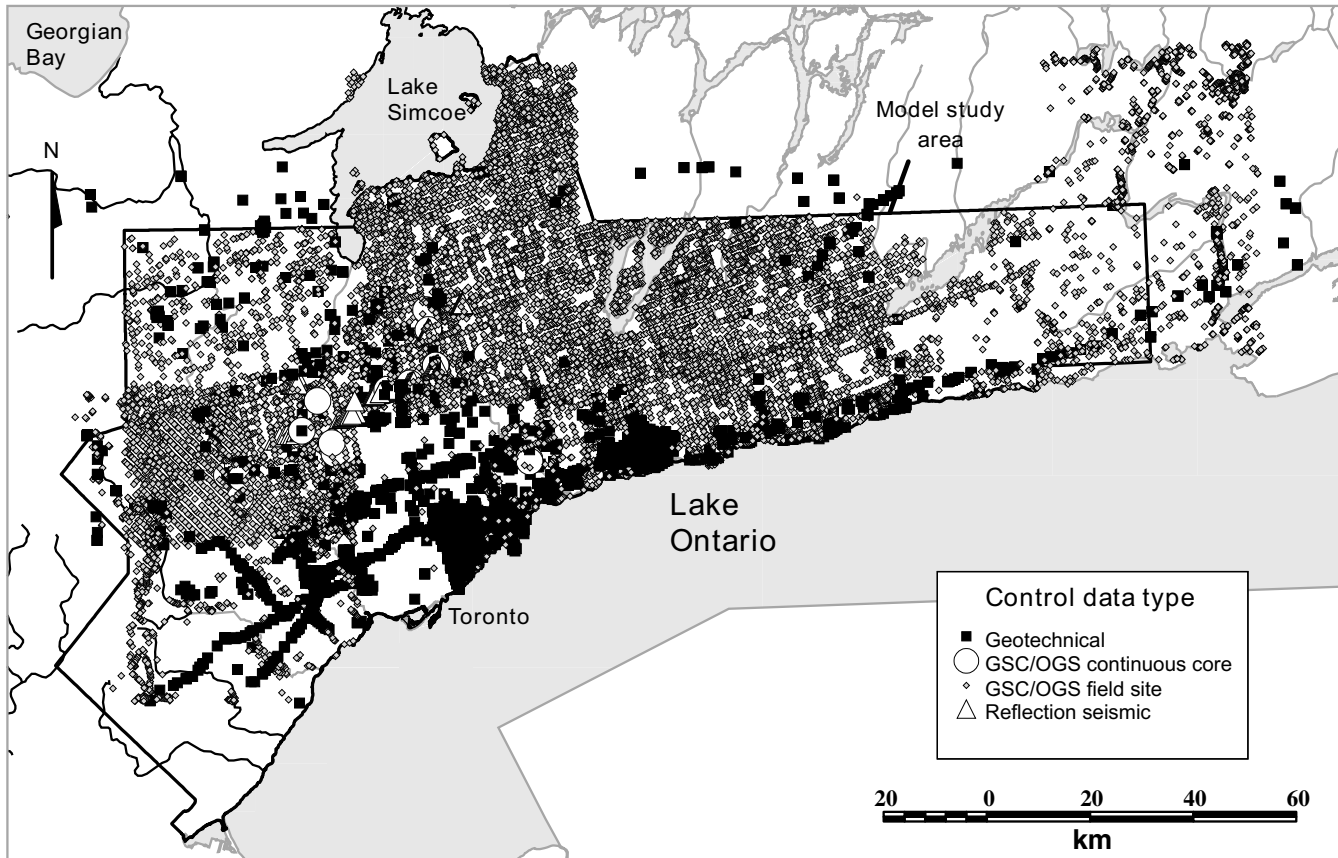 Georgian
Bay
Lake
Simcoe
Model study
area
N
Lake
Ontario
Toronto
Control data type
Geotechnical
GSC/OGS continuous core
GSC/OGS field site
Reflection seismic
20 0 20 40 60
km